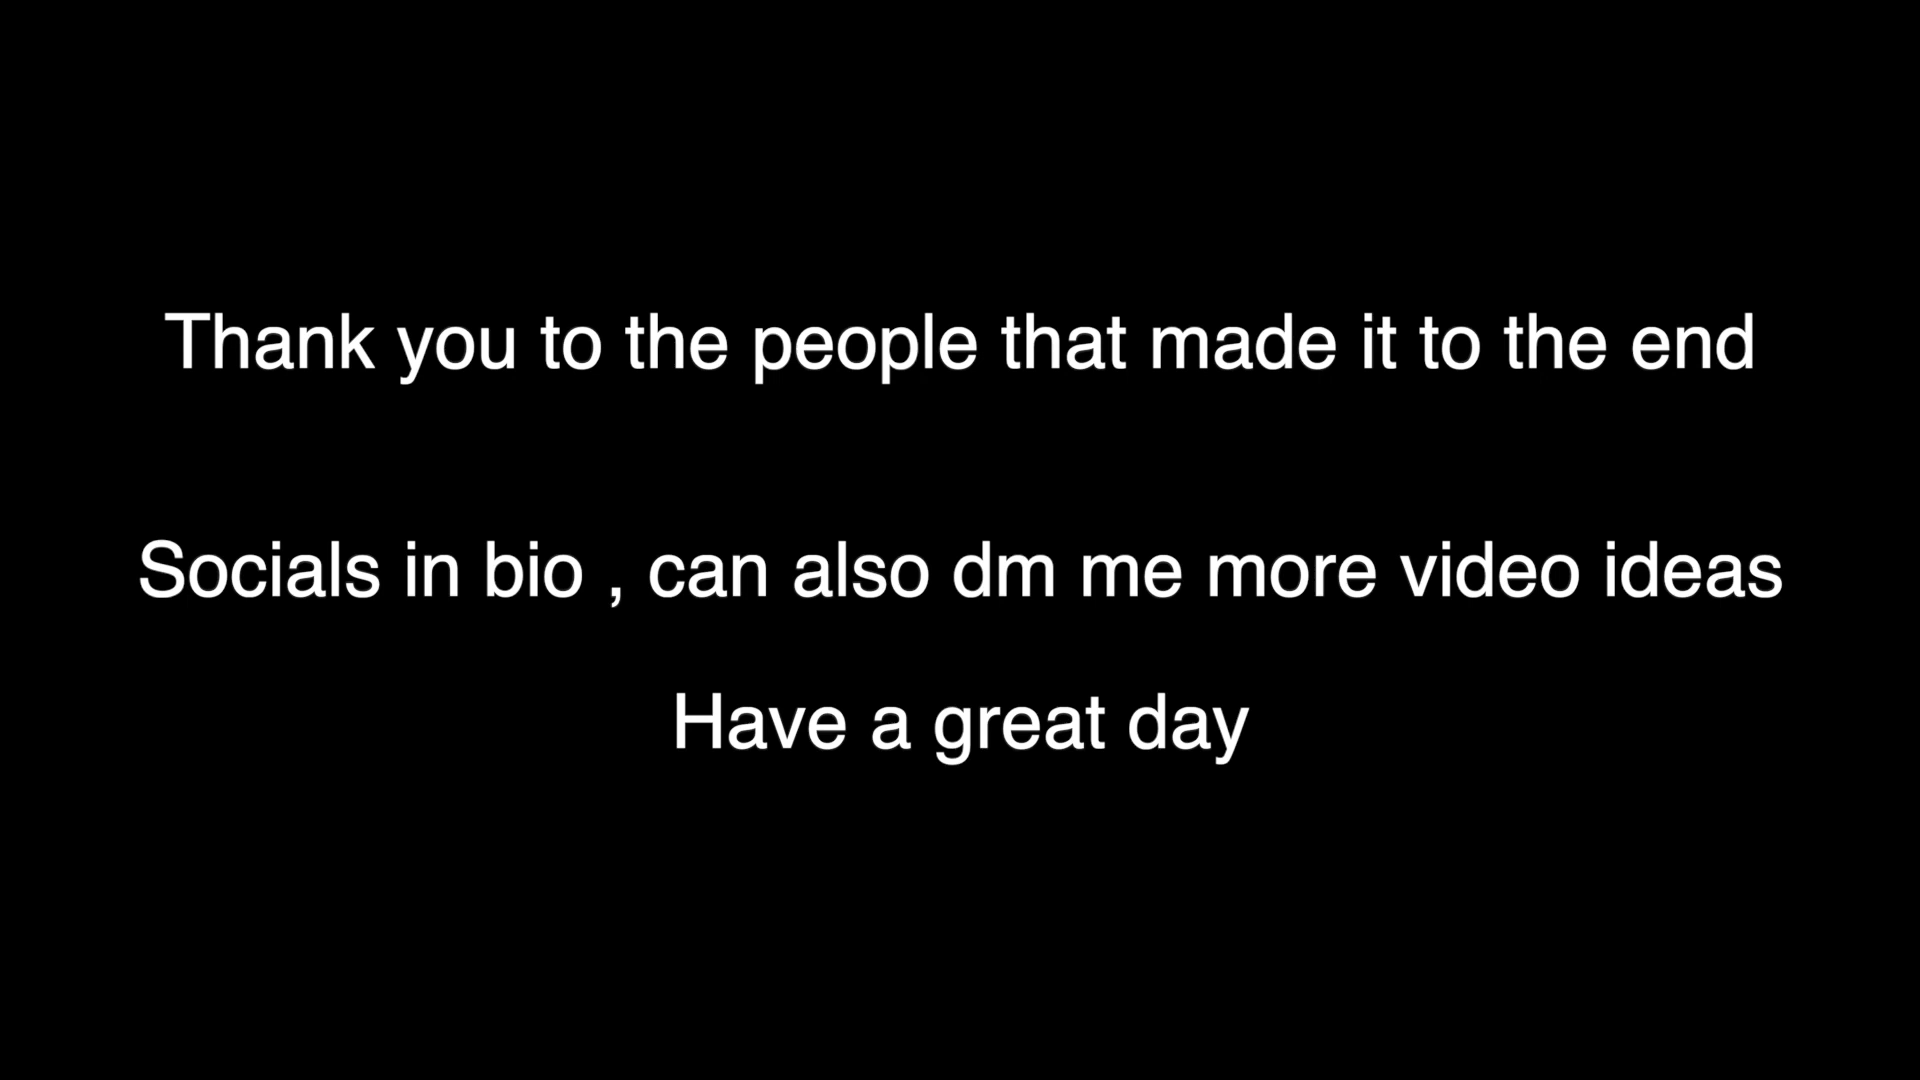 Thank you to the people that made it to the end
Socials in bio , can also dm me more video ideas
Have a great day